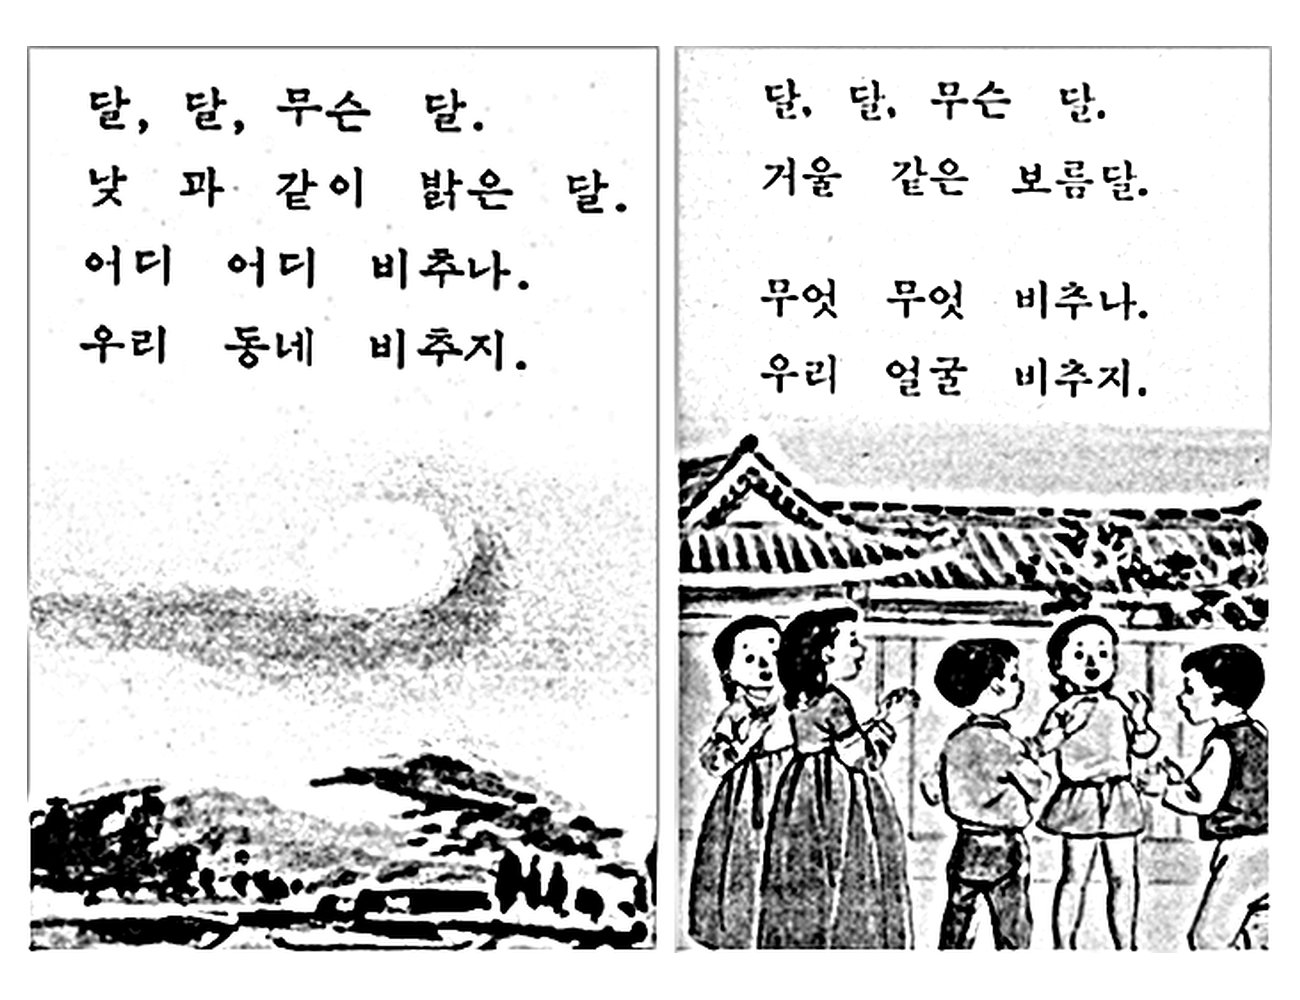 달, 달, 무슨 달.
낮 과 같이 밝은 달.
어디 어디 비추나.
우리 동네 비추지.
달, 달, 무슨 달.
거울 같은 보름달.
무엇 무엇 비추나.
우리 얼굴 비추지.